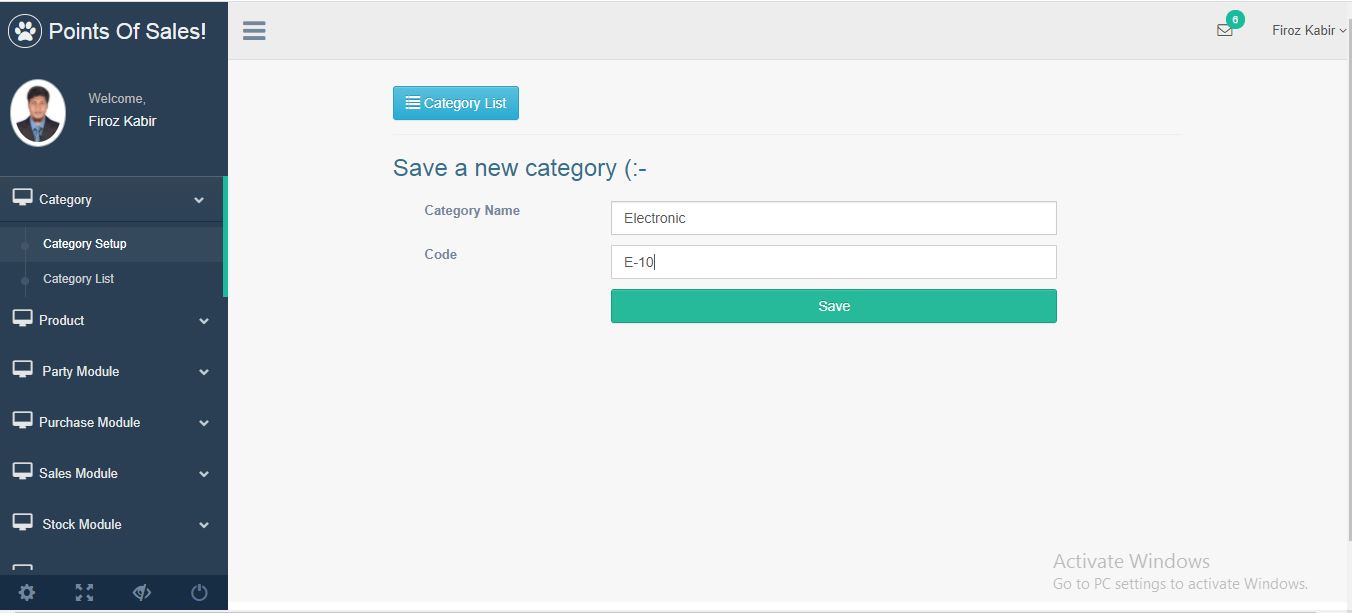 Points Of Sales!
6
Firoz Kabir
Welcome,
Firoz Kabir
Category
Category Setup
Category List
Product
Party Module
Purchase Module
Sales Module
Stock Module
Category List
Save a new category (:-
Category Name
Electronic
Code
E-10
Save
Activate Windows
Go to PC settings to activate Windows.